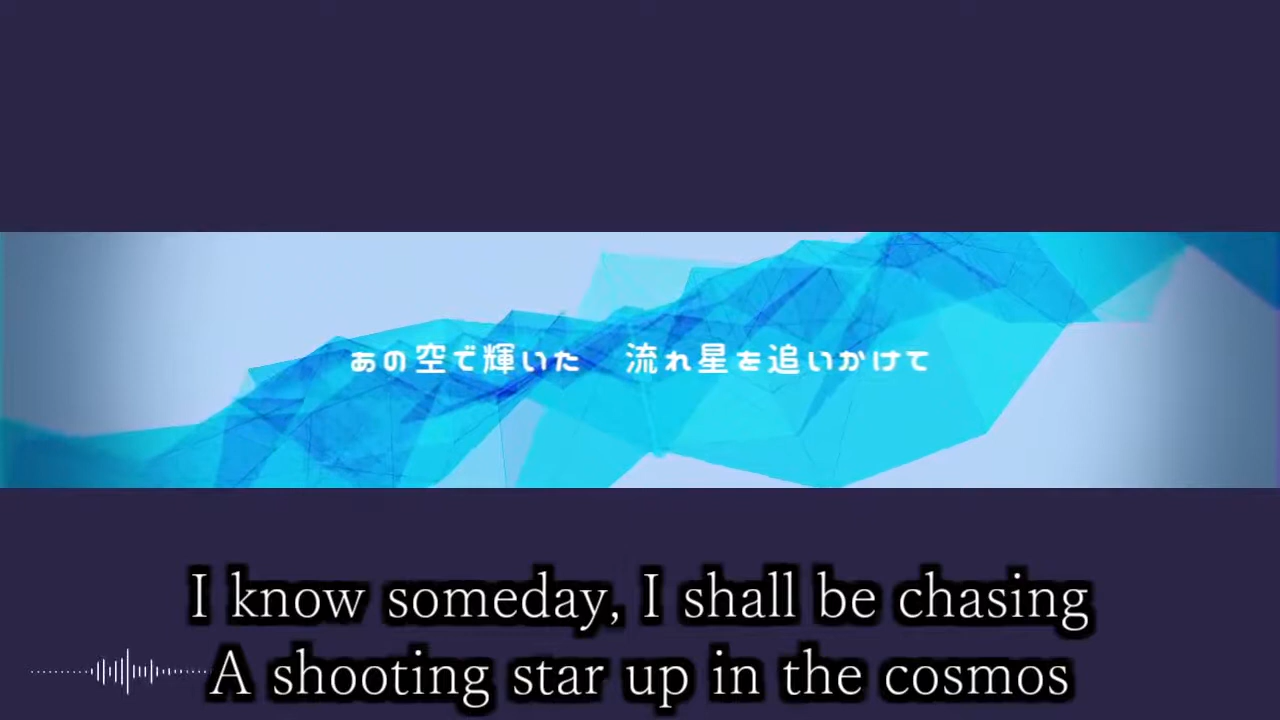 あの空で輝いた　流れ星を追いかけて
I know someday, I shall be chasing
A shooting star up in the cosmos